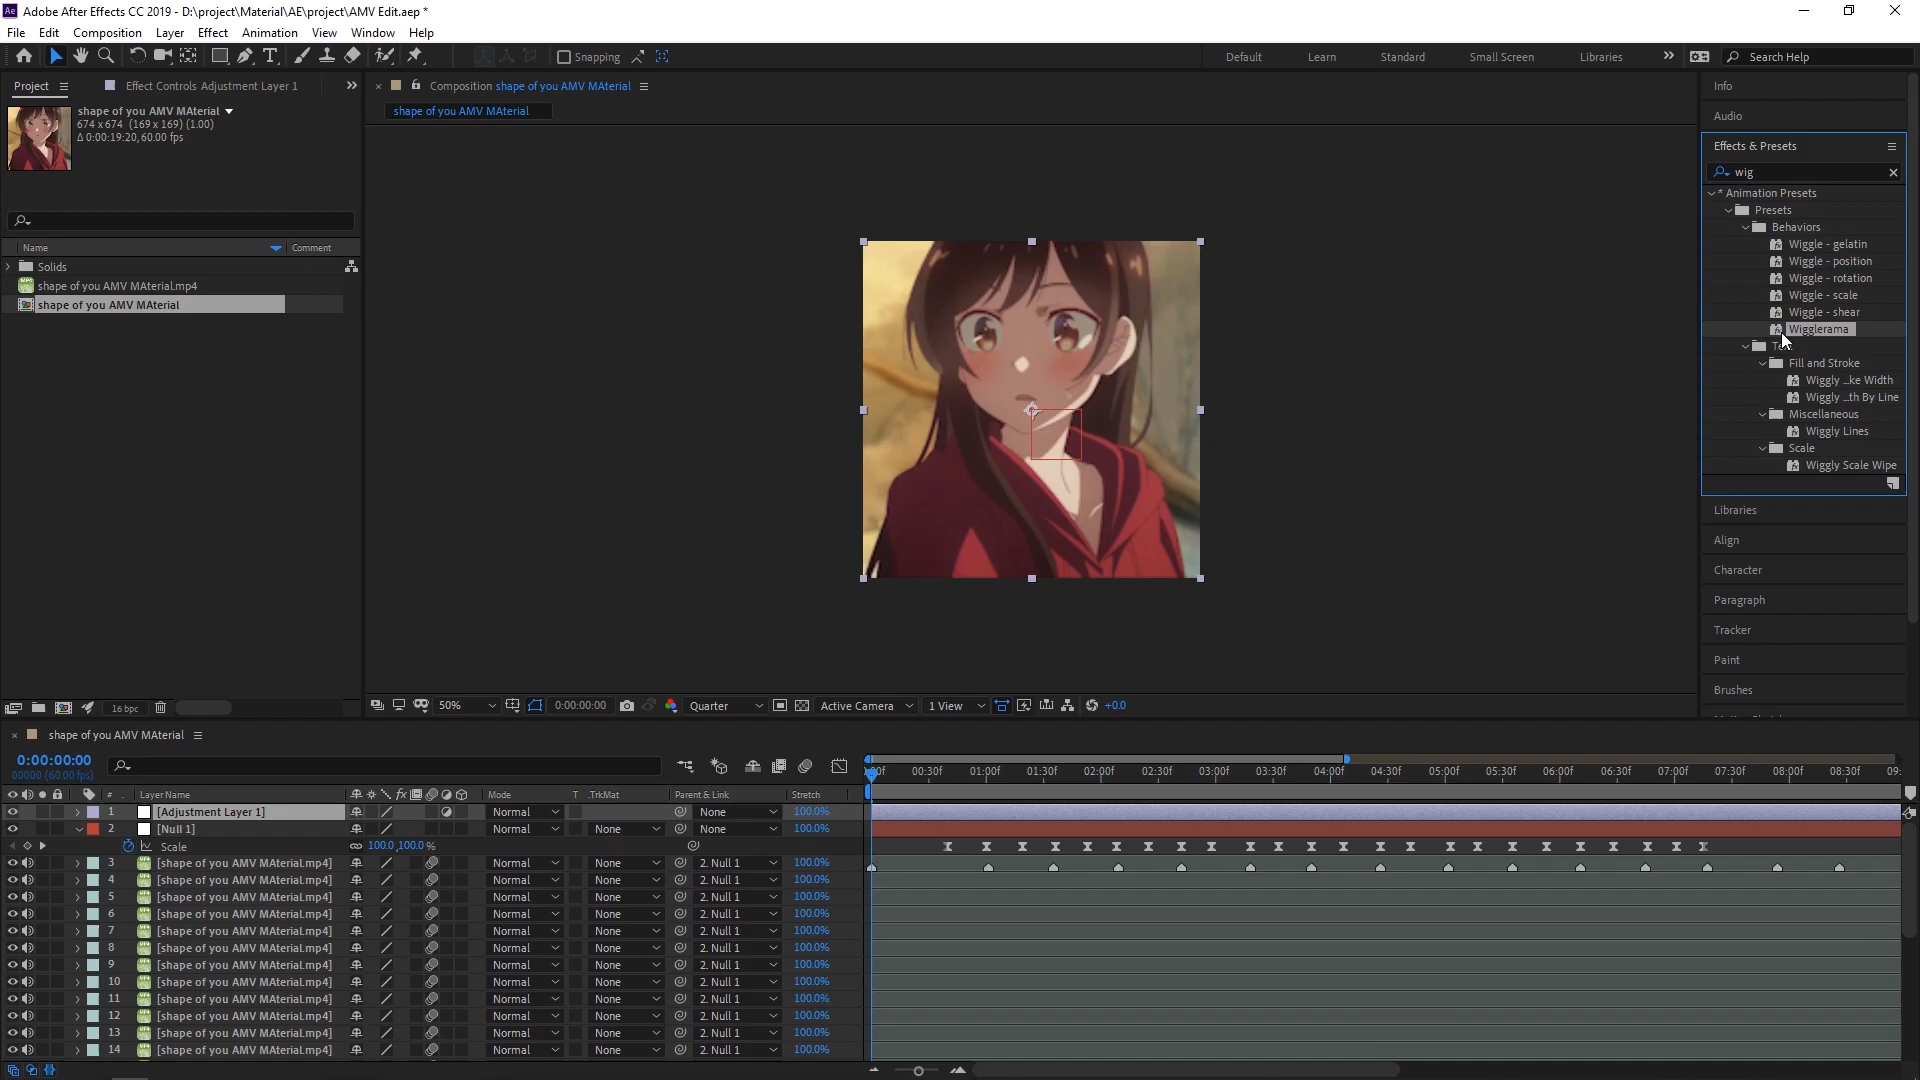 Adobe After Effects CC 2019 - D:\project\Material\AE\project\AMV Edit.aep *
File Edit Composition Layer Effect Animation View Window Help
Snapping Default Learn Standard Small Screen Libraries Search Help
Project Effect Controls Adjustment Layer 1 Composition shape of you AMV MAterial Info
shape of you AMV MAterial
674 x 674 (169 x 169) (1.00)
Δ 0:00:19:20, 60.00 fps
shape of you AMV MAterial
Audio
Effects & Presets
wig
* Animation Presets
Presets
Behaviors
Wiggle - gelatin
Wiggle - position
Wiggle - rotation
Wiggle - scale
Wiggle - shear
Wigglerama
Fill and Stroke
Wiggly ...ke Width
Wiggly ...th By Line
Miscellaneous
Wiggly Lines
Scale
Wiggly Scale Wipe
Libraries
Align
Character
Paragraph
Tracker
Paint
Brushes
Name Comment
Solids
shape of you AMV MAterial.mp4
shape of you AMV MAterial
16 bpc
50% 0:00:00:00 Quarter Active Camera 1 View +0.0
shape of you AMV MAterial
0:00:00:00
00000 (60.00 fps)
00:30f 01:00f 01:30f 02:00f 02:30f 03:00f 03:30f 04:00f 04:30f 05:00f 05:30f 06:00f 06:30f 07:00f 07:30f 08:00f 08:30f 09:
# Layer Name Mode T .TrkMat Parent & Link Stretch
1 [Adjustment Layer 1] Normal None 100.0%
2 [Null 1] Normal None None 100.0%
Scale 100.0,100.0 %
3 [shape of you AMV MAterial.mp4] Normal None 2. Null 1 100.0%
4 [shape of you AMV MAterial.mp4] Normal None 2. Null 1 100.0%
5 [shape of you AMV MAterial.mp4] Normal None 2. Null 1 100.0%
6 [shape of you AMV MAterial.mp4] Normal None 2. Null 1 100.0%
7 [shape of you AMV MAterial.mp4] Normal None 2. Null 1 100.0%
8 [shape of you AMV MAterial.mp4] Normal None 2. Null 1 100.0%
9 [shape of you AMV MAterial.mp4] Normal None 2. Null 1 100.0%
10 [shape of you AMV MAterial.mp4] Normal None 2. Null 1 100.0%
11 [shape of you AMV MAterial.mp4] Normal None 2. Null 1 100.0%
12 [shape of you AMV MAterial.mp4] Normal None 2. Null 1 100.0%
13 [shape of you AMV MAterial.mp4] Normal None 2. Null 1 100.0%
14 [shape of you AMV MAterial.mp4] Normal None 2. Null 1 100.0%